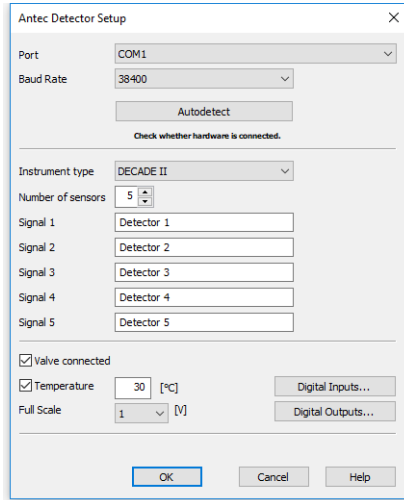 Antec Detector Setup
Port COM1
Baud Rate 38400
Autodetect
Check whether hardware is connected.
Instrument type DECADE II
Number of sensors 5
Signal 1 Detector 1
Signal 2 Detector 2
Signal 3 Detector 3
Signal 4 Detector 4
Signal 5 Detector 5
Valve connected
Temperature 30 [°C] Digital Inputs...
Full Scale 1 [V] Digital Outputs...
OK Cancel Help